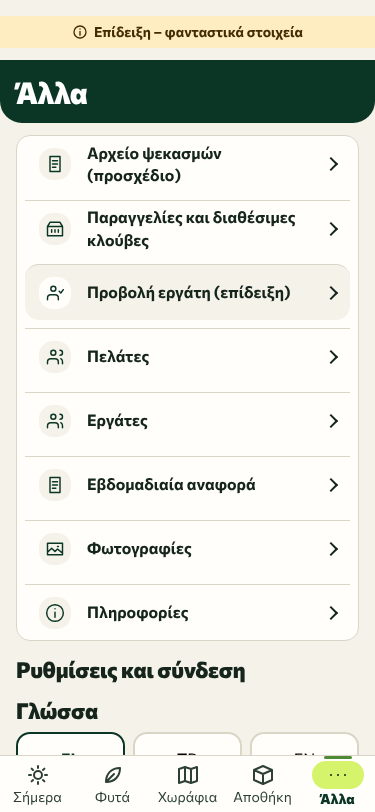 Επίδειξη – φανταστικά στοιχεία
Άλλα
Αρχείο ψεκασμών
(προσχέδιο)
Παραγγελίες και διαθέσιμες
κλούβες
Προβολή εργάτη (επίδειξη)
Πελάτες
Εργάτες
Εβδομαδιαία αναφορά
Φωτογραφίες
Πληροφορίες
Ρυθμίσεις και σύνδεση
Γλώσσα
Σήμερα
Φυτά
Χωράφια
Αποθήκη
Άλλα